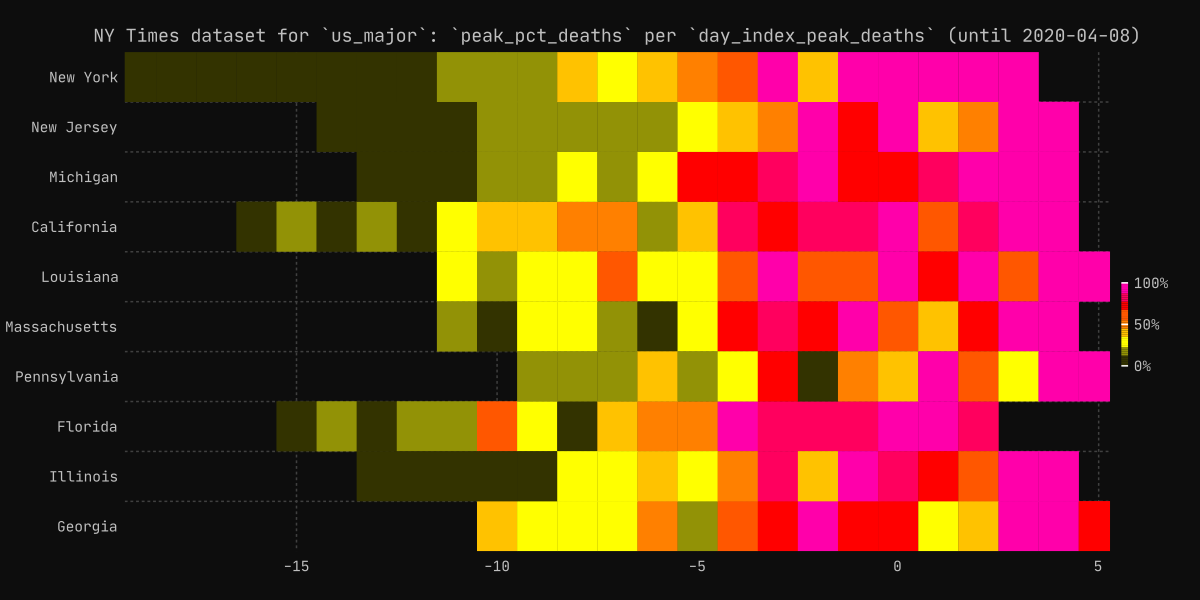 NY Times dataset for `us_major`: `peak_pct_deaths` per `day_index_peak_deaths` (until 2020-04-08)
New York
New Jersey
Michigan
California
Louisiana
Massachusetts
Pennsylvania
Florida
Illinois
Georgia
100%
50%
0%
-15
-10
-5
0
5